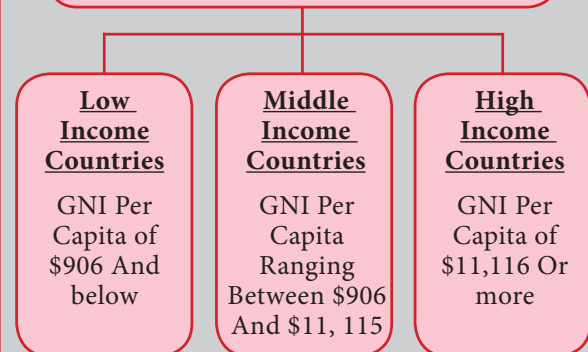 Low
Income
Countries
GNI Per
Capita of
$906 And
below
Middle
Income
Countries
GNI Per
Capita
Ranging
Between $906
And $11, 115
High
Income
Countries
GNI Per
Capita of
$11,116 Or
more